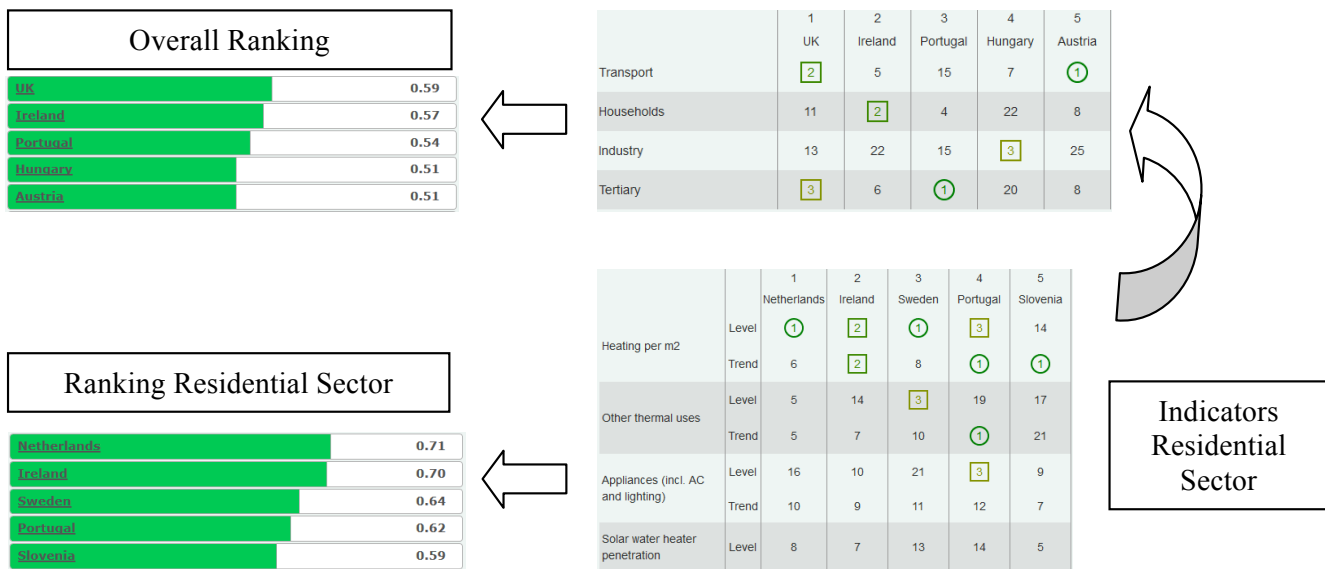 Overall Ranking
UK 0.59
Ireland 0.57
Portugal 0.54
Hungary 0.51
Austria 0.51
1 2 3 4 5
UK Ireland Portugal Hungary Austria
Transport 2 5 15 7 1
Households 11 2 4 22 8
Industry 13 22 15 3 25
Tertiary 3 6 1 20 8
Ranking Residential Sector
Netherlands 0.71
Ireland 0.70
Sweden 0.64
Portugal 0.62
Slovenia 0.59
1 2 3 4 5
Netherlands Ireland Sweden Portugal Slovenia
Heating per m2
Level 1 2 1 3 14
Trend 6 2 8 1 1
Other thermal uses
Level 5 14 3 19 17
Trend 5 7 10 1 21
Appliances (incl. AC
and lighting)
Level 16 10 21 3 9
Trend 10 9 11 12 7
Solar water heater
penetration
Level 8 7 13 14 5
Indicators
Residential
Sector